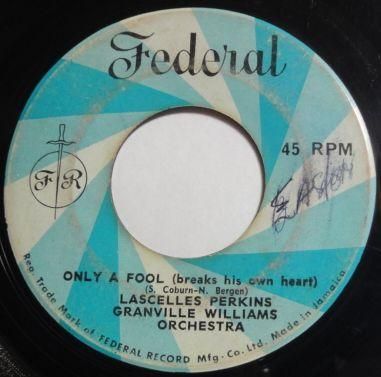 Federal
F R
45 RPM
ONLY A FOOL (breaks his own heart)
(S. Coburn-N. Bergen)
LASCELLES PERKINS
GRANVILLE WILLIAMS
ORCHESTRA
Reg. Trade Mark of FEDERAL RECORD Mfg. Co. Ltd. Made in Jamaica